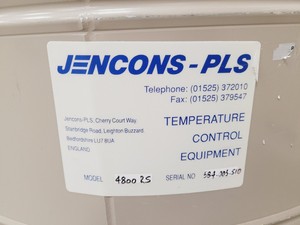 JENCONS-PLS
Telephone: (01525) 372010
Fax: (01525) 379547
Jencons-PLS, Cherry Court Way,
Stanbridge Road, Leighton Buzzard
Bedfordshire LU7 8UA
ENGLAND
TEMPERATURE
CONTROL
EQUIPMENT
MODEL 4800 25
SERIAL NO